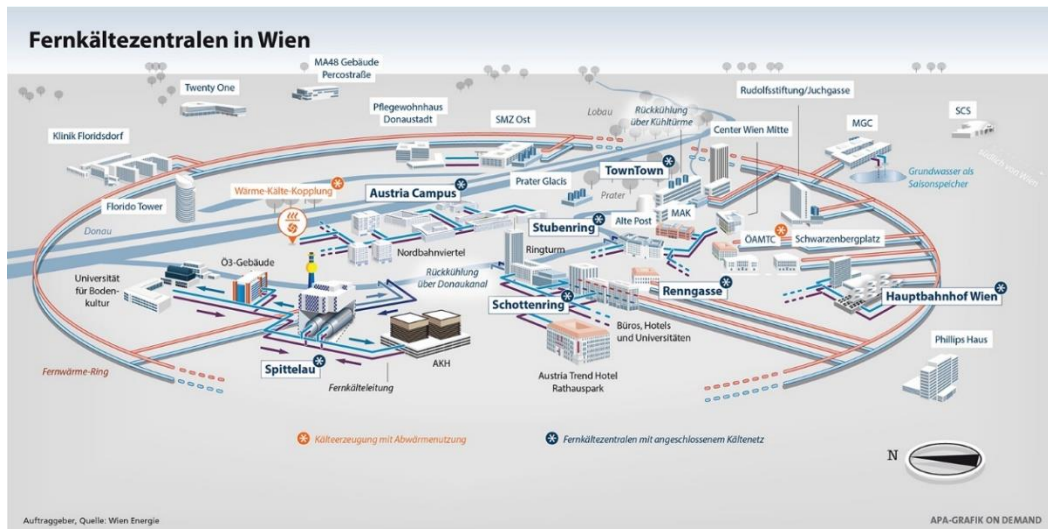 Fernkältezentralen in Wien
MA48 Gebäude
Percostraße
Twenty One
Klinik Floridsdorf
Pflegewohnhaus
Donaustadt
SMZ Ost
Lobau
Rückkühlung
über Kühltürme
Rudolfsstiftung/Juchgasse
Center Wien Mitte
MGC
SCS
südlich von Wien
Grundwasser als
Saisonspeicher
Florido Tower
Donau
Wärme-Kälte-Kopplung
Austria Campus
Prater Glacis
Prater
TownTown
Stubenring
Alte Post
MAK
ÖAMTC
Schwarzenbergplatz
Nordbahnviertel
Ringturm
Universität
für Boden-
kultur
Ö3-Gebäude
Rückkühlung
über Donaukanal
Schottenring
Renngasse
Hauptbahnhof Wien
Büros, Hotels
und Universitäten
Fernwärme-Ring
Spittelau
Fernkälteleitung
AKH
Austria Trend Hotel
Rathauspark
Phillips Haus
Kälteerzeugung mit Abwärmenutzung
Fernkältezentralen mit angeschlossenem Kältenetz
N
Auftraggeber, Quelle: Wien Energie
APA-GRAFIK ON DEMAND